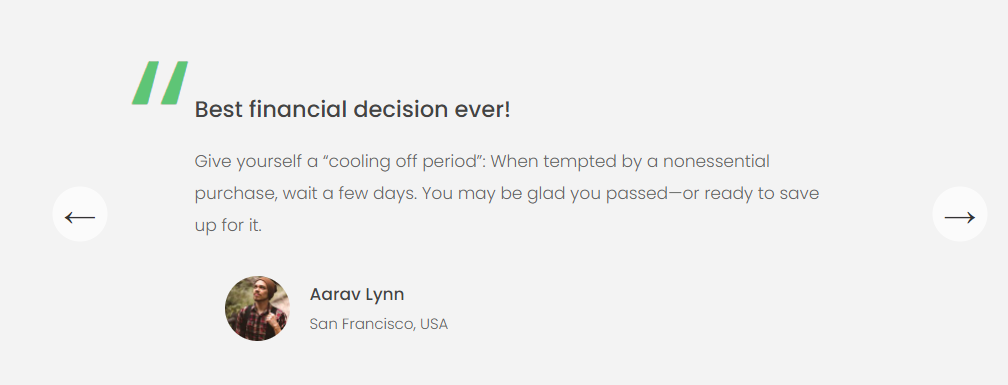 Best financial decision ever!
Give yourself a “cooling off period”: When tempted by a nonessential
purchase, wait a few days. You may be glad you passed—or ready to save
up for it.
Aarav Lynn
San Francisco, USA